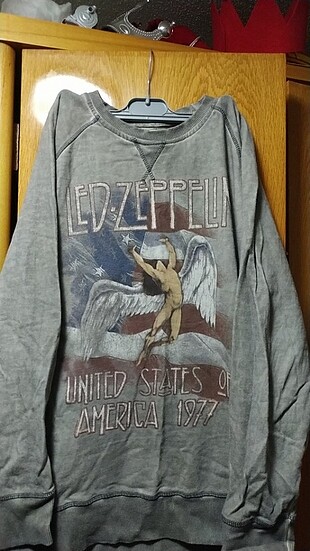 LED·ZEPPELIN
UNITED STATES OF
AMERICA 1977